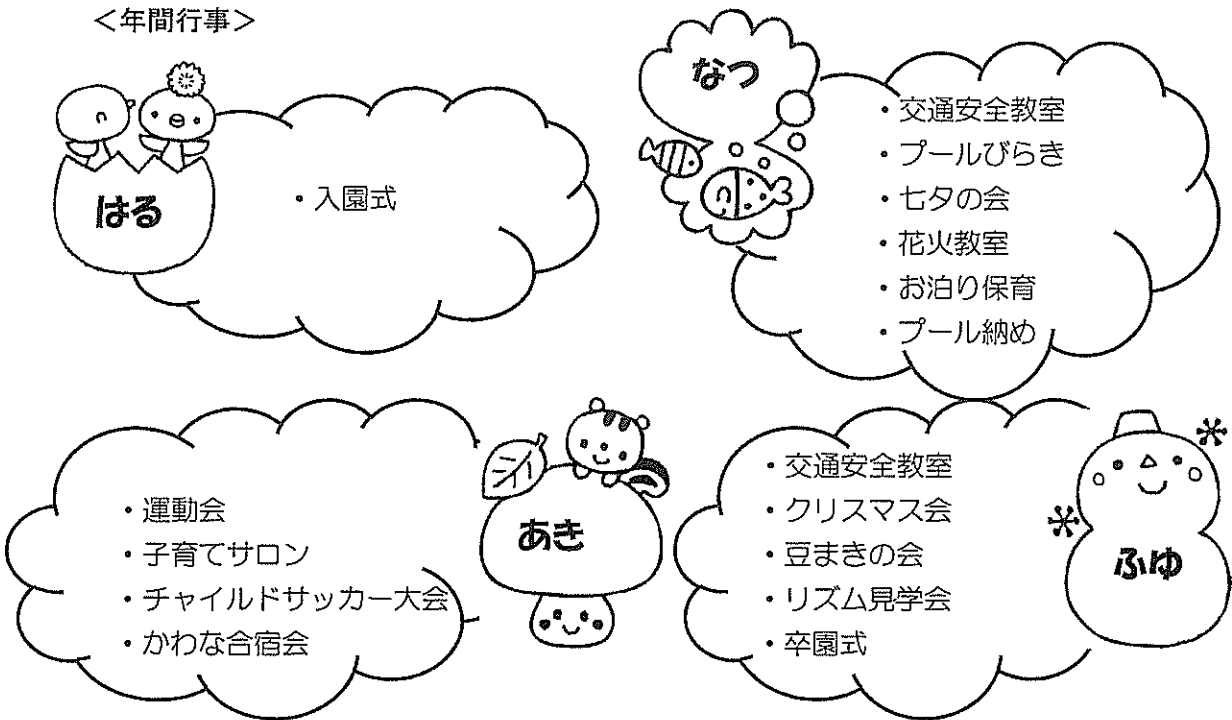 ＜年間行事＞
はる
・入園式
なつ
・交通安全教室
・プールびらき
・七夕の会
・花火教室
・お泊り保育
・プール納め
あき
・運動会
・子育てサロン
・チャイルドサッカー大会
・かわな合宿会
ふゆ
・交通安全教室
・クリスマス会
・豆まきの会
・リズム見学会
・卒園式